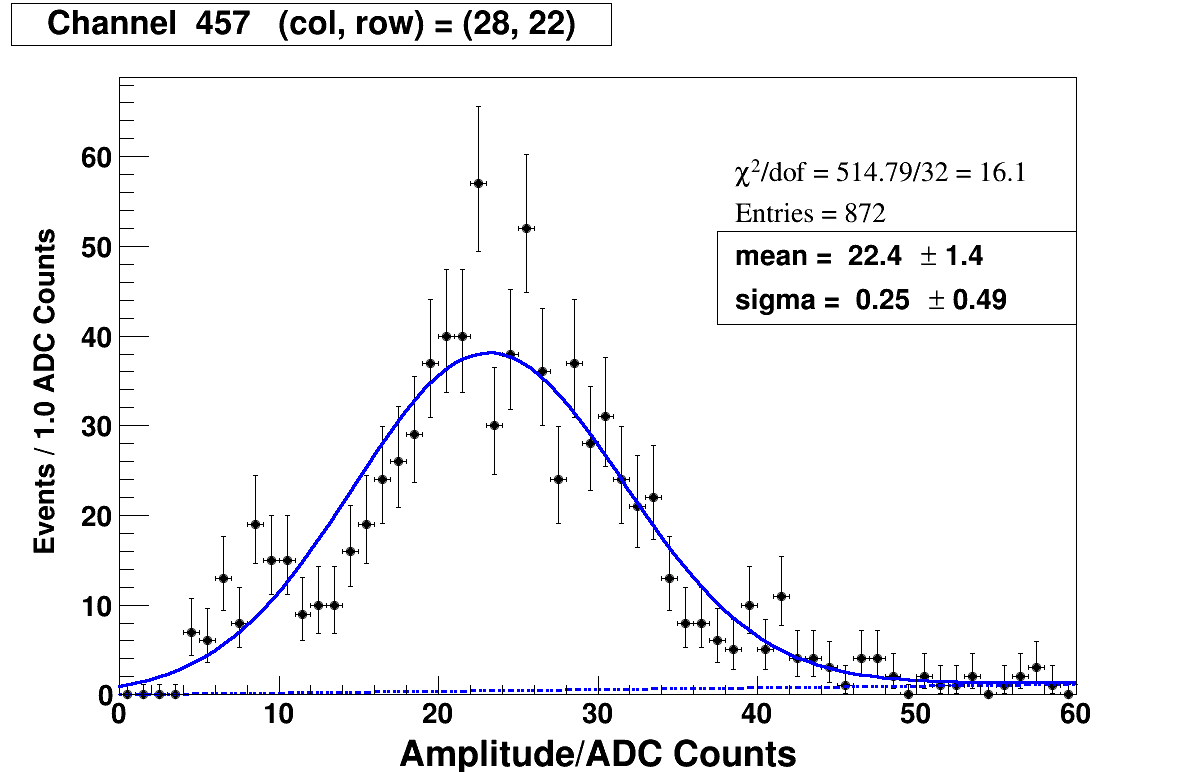 Channel 457 (col, row) = (28, 22)
χ²/dof = 514.79/32 = 16.1
Entries = 872
mean = 22.4 ± 1.4
sigma = 0.25 ± 0.49
Events / 1.0 ADC Counts
60
50
40
30
20
10
0
0 10 20 30 40 50 60
Amplitude/ADC Counts